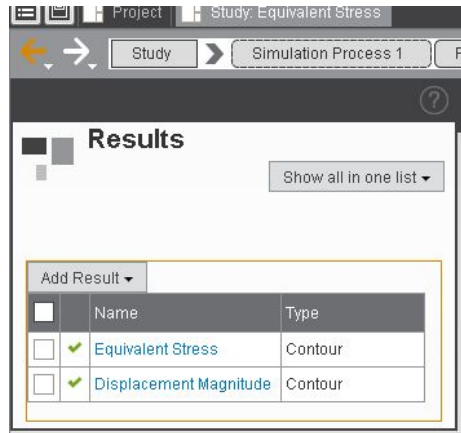 Project Study: Equivalent Stress
Study Simulation Process 1
?
Results
Show all in one list
Add Result
Name Type
Equivalent Stress Contour
Displacement Magnitude Contour